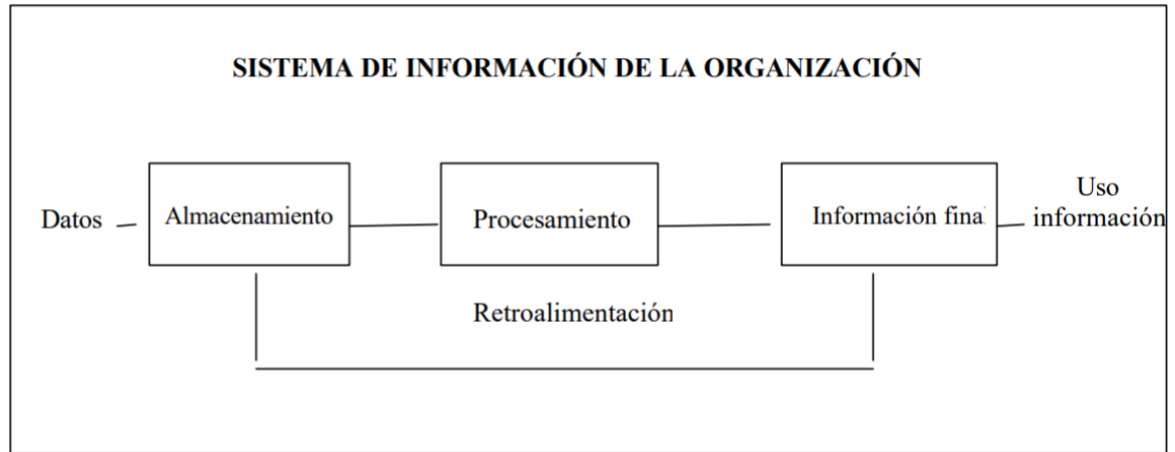 SISTEMA DE INFORMACIÓN DE LA ORGANIZACIÓN
Datos
Almacenamiento
Procesamiento
Información fina
Uso
información
Retroalimentación